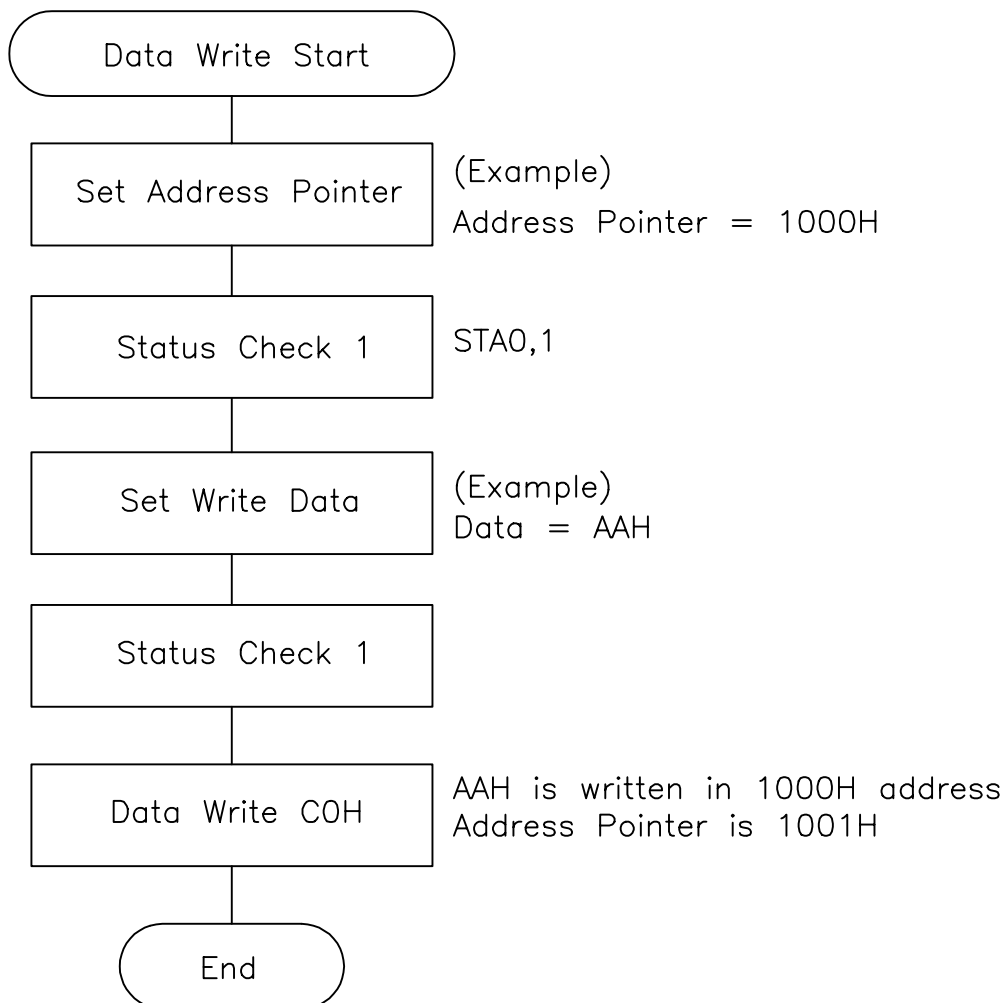 Data Write Start
Set Address Pointer
(Example)
Address Pointer = 1000H
Status Check 1
STA0,1
Set Write Data
(Example)
Data = AAH
Status Check 1
Data Write C0H
AAH is written in 1000H address
Address Pointer is 1001H
End